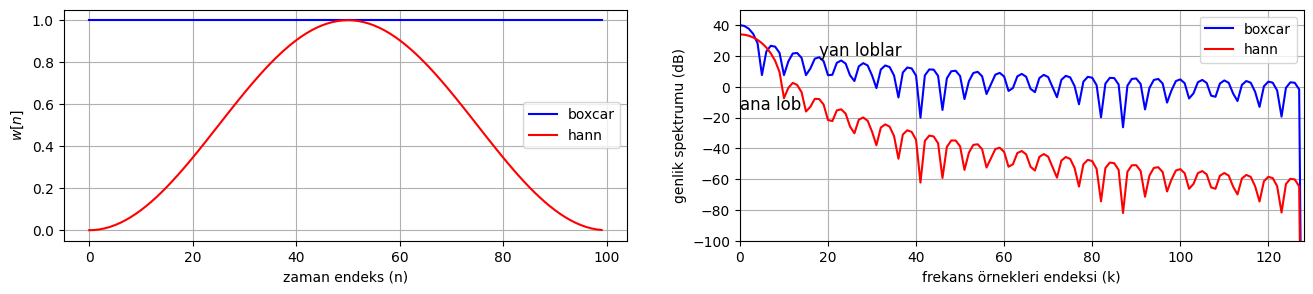 1.0
0.8
0.6
0.4
0.2
0.0
w[n]
boxcar
hann
0
20
40
60
80
100
zaman endeks (n)
40
20
0
−20
−40
−60
−80
−100
genlik spektrumu (dB)
boxcar
hann
yan loblar
ana lob
0
20
40
60
80
100
120
frekans örnekleri endeksi (k)